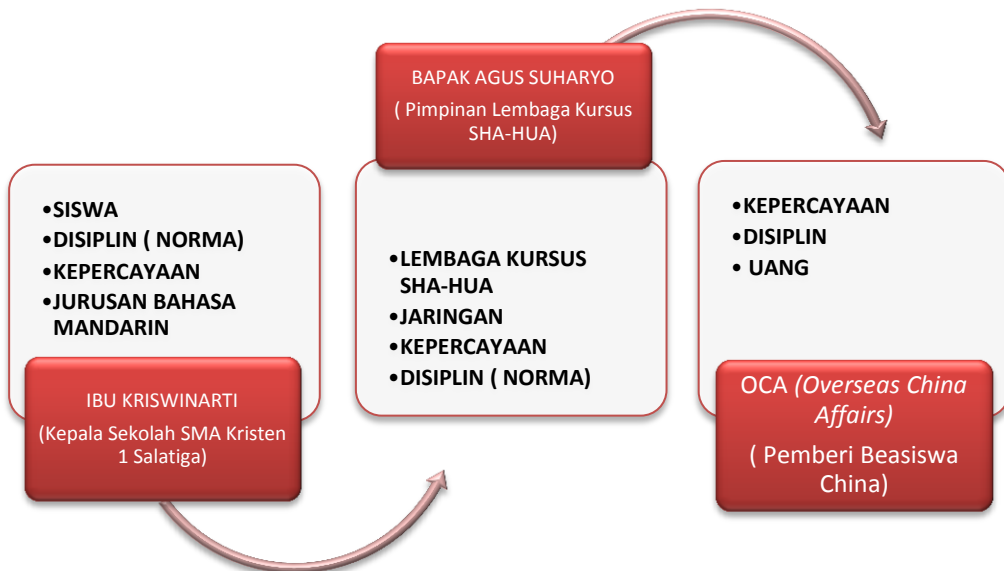 •SISWA
•DISIPLIN ( NORMA)
•KEPERCAYAAN
•JURUSAN BAHASA
MANDARIN
IBU KRISWINARTI
(Kepala Sekolah SMA Kristen
1 Salatiga)
BAPAK AGUS SUHARYO
( Pimpinan Lembaga Kursus
SHA-HUA)
•LEMBAGA KURSUS
SHA-HUA
•JARINGAN
•KEPERCAYAAN
•DISIPLIN ( NORMA)
•KEPERCAYAAN
•DISIPLIN
• UANG
OCA (Overseas China
Affairs)
( Pemberi Beasiswa
China)